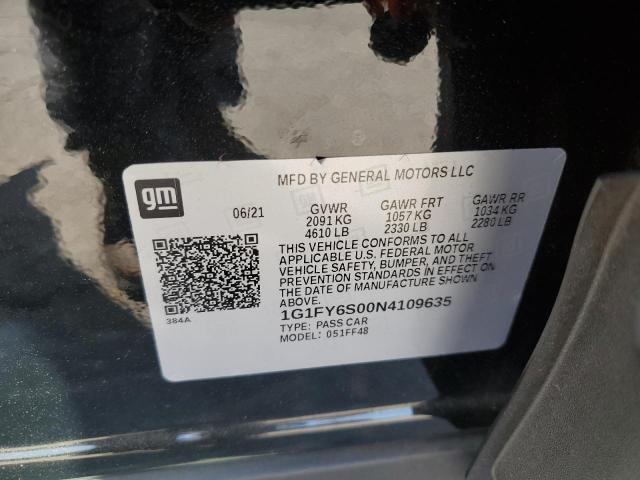 MFD BY GENERAL MOTORS LLC
gm
06/21 GVWR GAWR FRT GAWR RR
2091 KG 1057 KG 1034 KG
4610 LB 2330 LB 2280 LB
THIS VEHICLE CONFORMS TO ALL
APPLICABLE U.S. FEDERAL MOTOR
VEHICLE SAFETY, BUMPER, AND THEFT
PREVENTION STANDARDS IN EFFECT ON
THE DATE OF MANUFACTURE SHOWN
ABOVE.
384A
1G1FY6S00N4109635
TYPE: PASS CAR
MODEL: 051FF48